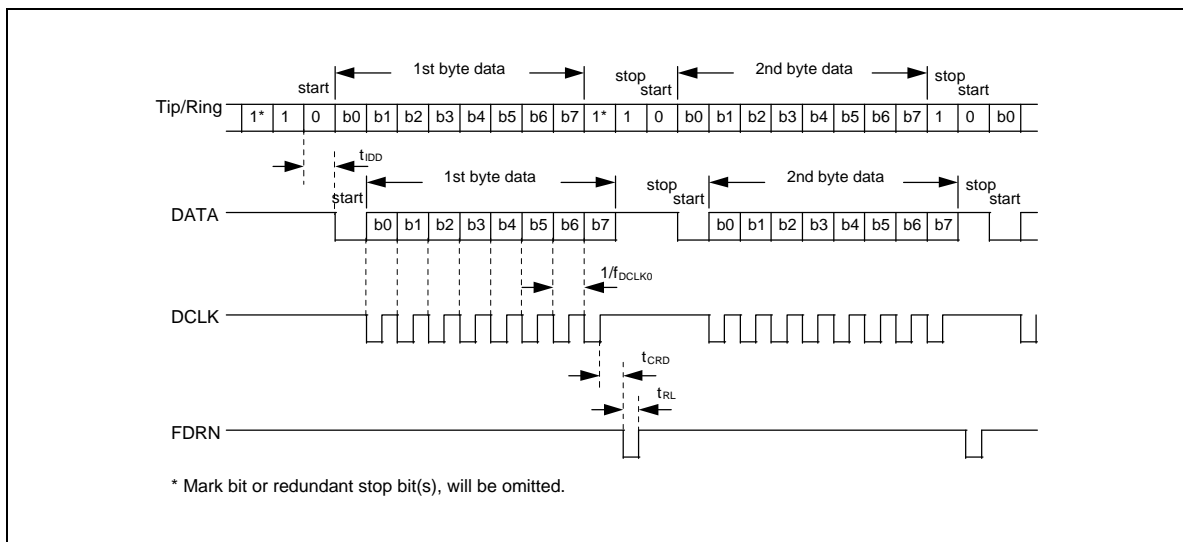 1st byte data
2nd byte data
start
stop
start
stop
start
Tip/Ring
1* 1 0 b0 b1 b2 b3 b4 b5 b6 b7 1* 1 0 b0 b1 b2 b3 b4 b5 b6 b7 1 0 b0
tIDD
1st byte data
2nd byte data
start
stop
start
stop
start
DATA
b0 b1 b2 b3 b4 b5 b6 b7 b0 b1 b2 b3 b4 b5 b6 b7
1/fDCLK0
DCLK
tCRD
tRL
FDRN
* Mark bit or redundant stop bit(s), will be omitted.